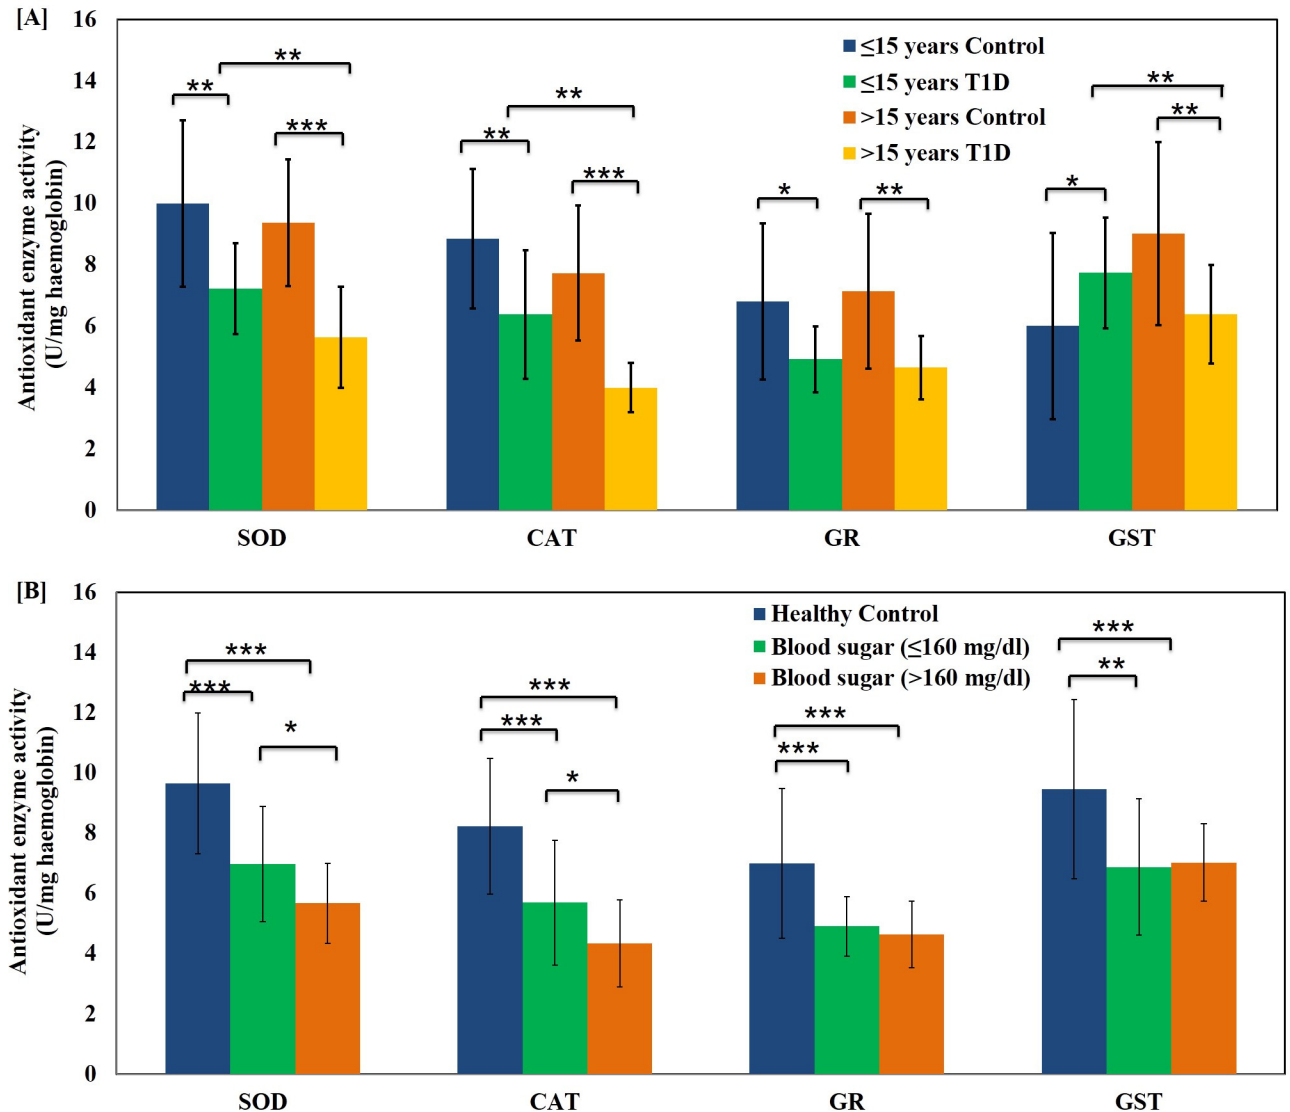 [A]
16
14
12
10
8
6
4
2
0
Antioxidant enzyme activity
(U/mg haemoglobin)
≤15 years Control
≤15 years T1D
>15 years Control
>15 years T1D
**
**
***
**
**
***
*
**
**
**
*
SOD
CAT
GR
GST
[B]
16
14
12
10
8
6
4
2
0
Antioxidant enzyme activity
(U/mg haemoglobin)
Healthy Control
Blood sugar (≤160 mg/dl)
Blood sugar (>160 mg/dl)
***
***
*
***
***
*
***
***
***
**
SOD
CAT
GR
GST